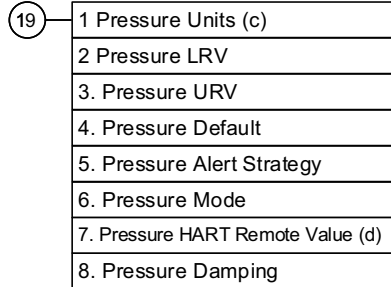 19
1 Pressure Units (c)
2 Pressure LRV
3. Pressure URV
4. Pressure Default
5. Pressure Alert Strategy
6. Pressure Mode
7. Pressure HART Remote Value (d)
8. Pressure Damping